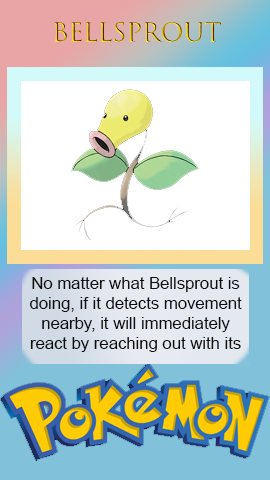 BELLSPROUT
No matter what Bellsprout is
doing, if it detects movement
nearby, it will immediately
react by reaching out with its
POKéMON